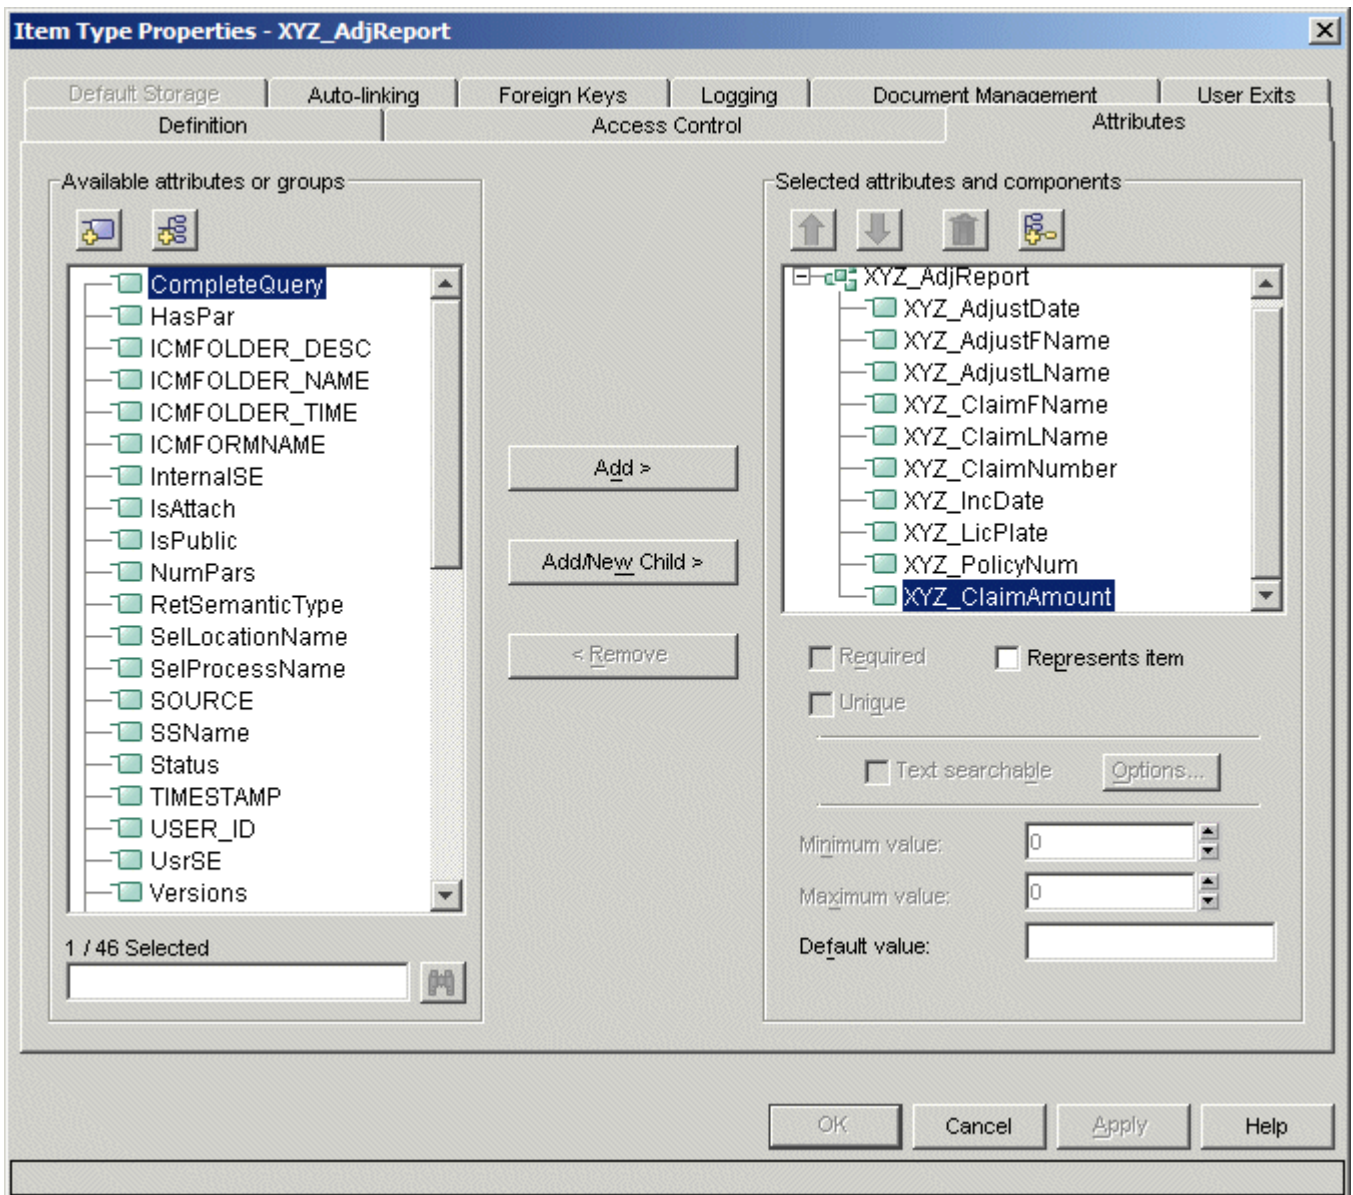 Item Type Properties - XYZ_AdjReport
Default Storage
Auto-linking
Foreign Keys
Logging
Document Management
User Exits
Definition
Access Control
Attributes
Available attributes or groups
CompleteQuery
HasPar
ICMFOLDER_DESC
ICMFOLDER_NAME
ICMFOLDER_TIME
ICMFORMNAME
InternalSE
IsAttach
IsPublic
NumPars
RetSemanticType
SelLocationName
SelProcessName
SOURCE
SSName
Status
TIMESTAMP
USER_ID
UsrSE
Versions
1 / 46 Selected
Add >
Add/New Child >
< Remove
Selected attributes and components
XYZ_AdjReport
XYZ_AdjustDate
XYZ_AdjustFName
XYZ_AdjustLName
XYZ_ClaimFName
XYZ_ClaimLName
XYZ_ClaimNumber
XYZ_IncDate
XYZ_LicPlate
XYZ_PolicyNum
XYZ_ClaimAmount
Required
Represents item
Unique
Text searchable
Options...
Minimum value:
0
Maximum value:
0
Default value:
OK
Cancel
Apply
Help